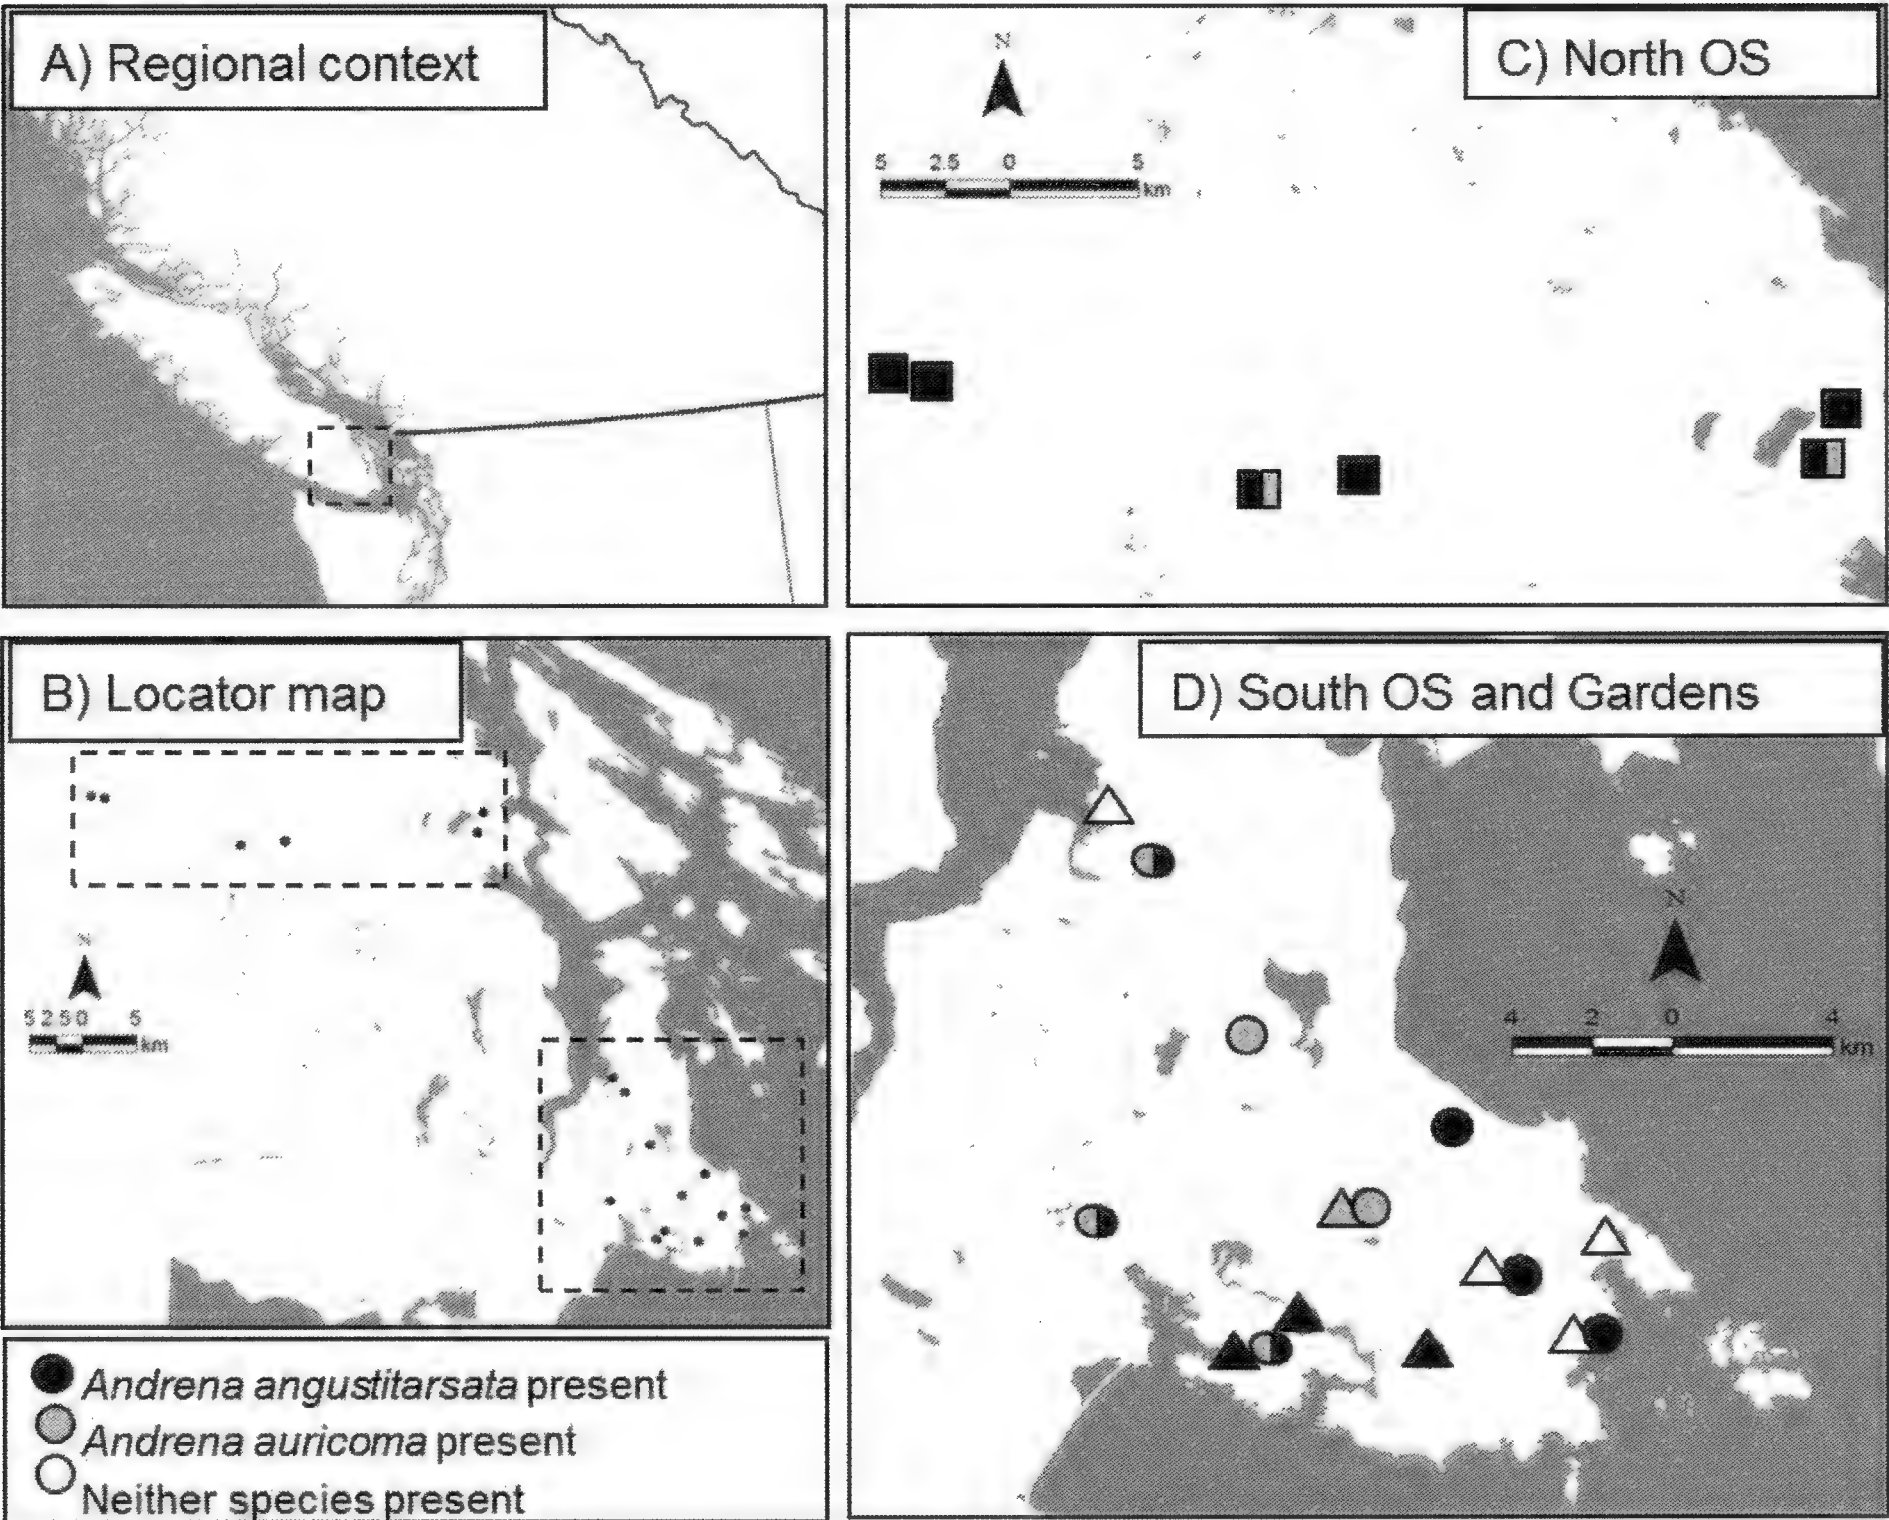 A) Regional context
C) North OS
N
5 2.5 0 5
km
B) Locator map
N
5 2.5 0 5
km
D) South OS and Gardens
N
4 2 0 4
km
Andrena angustitarsata present
Andrena auricoma present
Neither species present